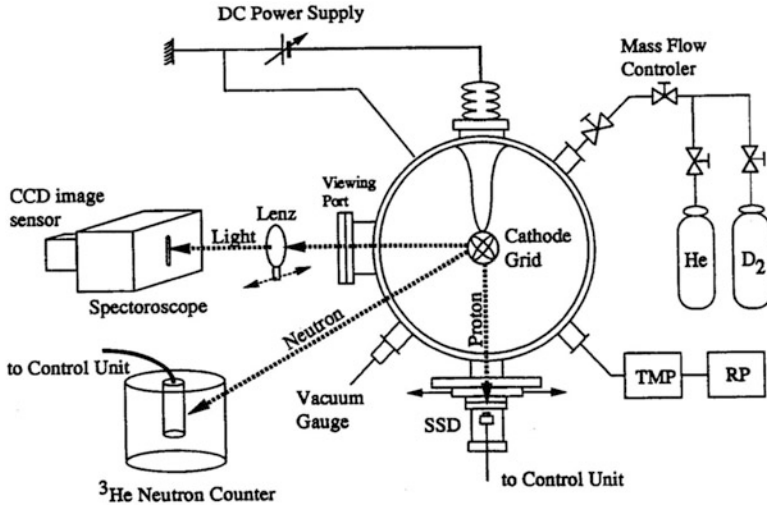 DC Power Supply
Mass Flow
Controler
CCD image
sensor
Viewing
Port
Lenz
Light
Cathode
Grid
He
D2
Spectoroscope
Neutron
Proton
to Control Unit
Vacuum
Gauge
SSD
TMP
RP
to Control Unit
3He Neutron Counter